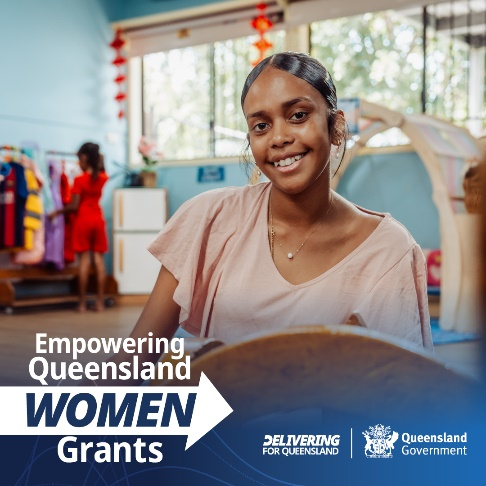 Empowering
Queensland
WOMEN
Grants
DELIVERING
FOR QUEENSLAND
Queensland
Government